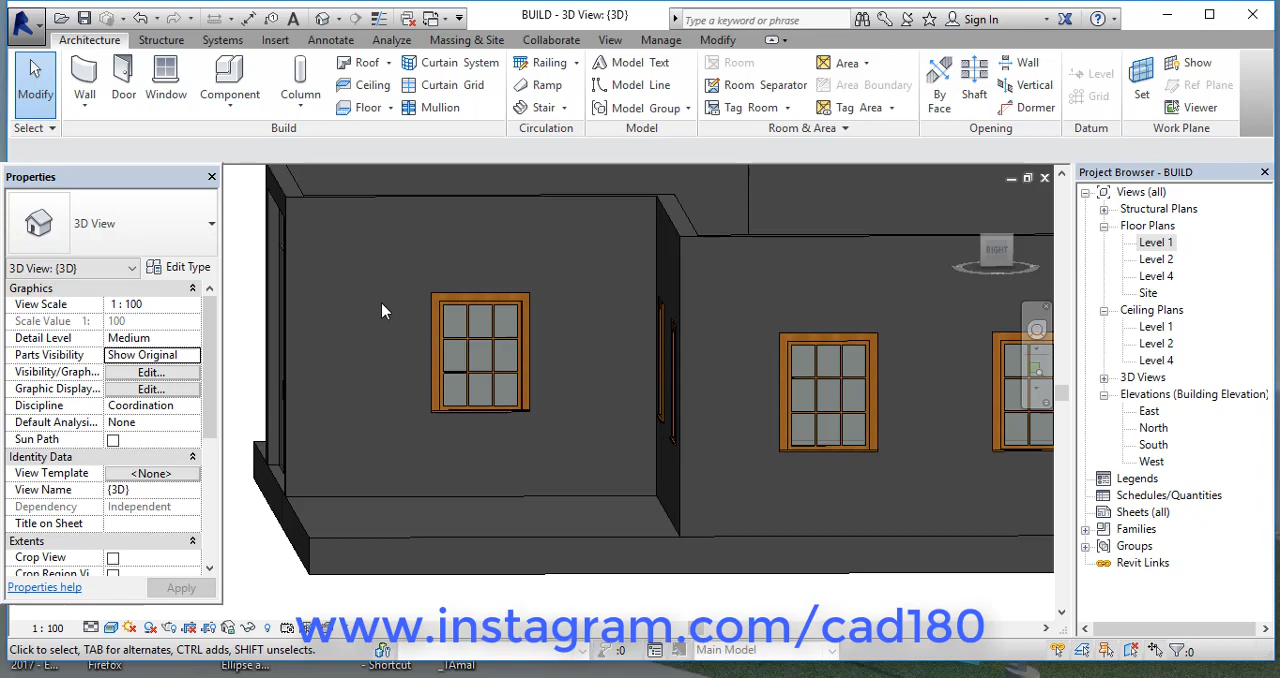 BUILD - 3D View: {3D}
Type a keyword or phrase
Sign In
Architecture Structure Systems Insert Annotate Analyze Massing & Site Collaborate View Manage Modify
Modify
Wall
Door
Window
Component
Column
Roof
Ceiling
Floor
Curtain System
Curtain Grid
Mullion
Railing
Ramp
Stair
Model Text
Model Line
Model Group
Room
Room Separator
Tag Room
Area
Area Boundary
Tag Area
By Face
Shaft
Wall
Vertical
Dormer
Level
Grid
Set
Show
Ref Plane
Viewer
Select Build Circulation Model Room & Area Opening Datum Work Plane
Properties
3D View
3D View: {3D} Edit Type
Graphics
View Scale 1 : 100
Scale Value 1: 100
Detail Level Medium
Parts Visibility Show Original
Visibility/Graph... Edit...
Graphic Display... Edit...
Discipline Coordination
Default Analysi... None
Sun Path
Identity Data
View Template <None>
View Name {3D}
Dependency Independent
Title on Sheet
Extents
Crop View
Crop Region Vi
Properties help Apply
RIGHT
Project Browser - BUILD
Views (all)
Structural Plans
Floor Plans
Level 1
Level 2
Level 4
Site
Ceiling Plans
Level 1
Level 2
Level 4
3D Views
Elevations (Building Elevation)
East
North
South
West
Legends
Schedules/Quantities
Sheets (all)
Families
Groups
Revit Links
1 : 100
www.instagram.com/cad180
Click to select, TAB for alternates, CTRL adds, SHIFT unselects.
:0
Main Model
:0
2017 - E... Firefox Ellipse a - Shortcut _TAmal